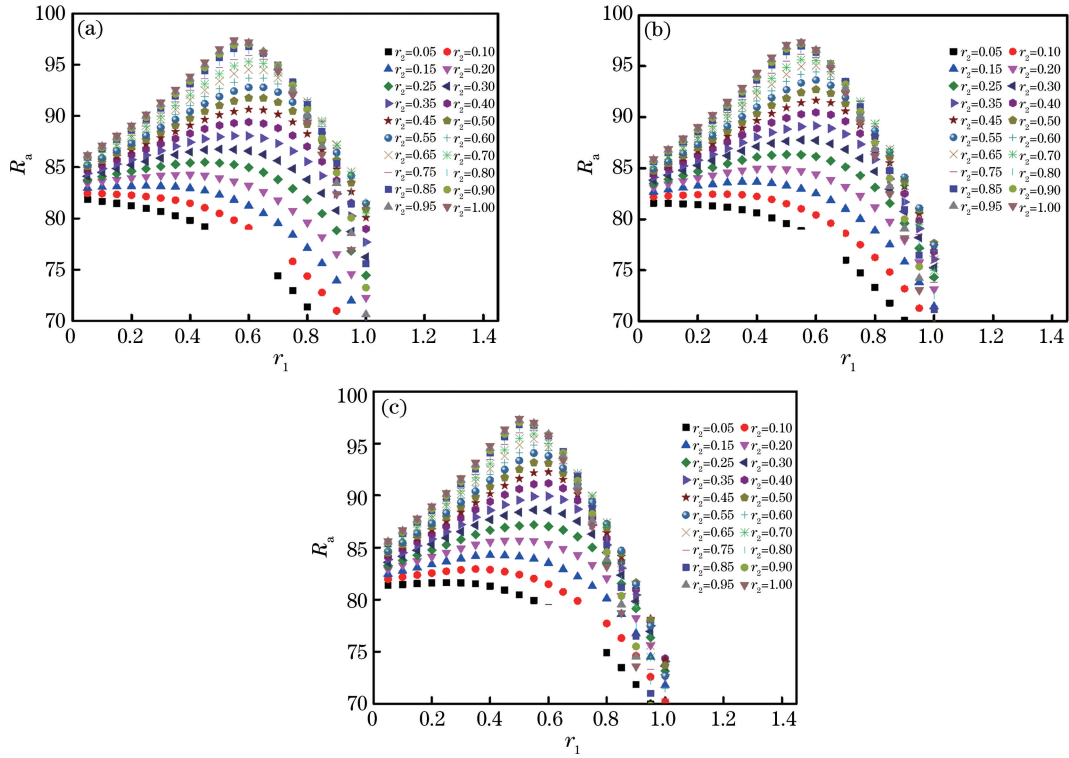 (a)
100
95
90
85
80
75
70
Rₐ
0 0.2 0.4 0.6 0.8 1.0 1.2 1.4
r₁
r₂=0.05 r₂=0.10
r₂=0.15 r₂=0.20
r₂=0.25 r₂=0.30
r₂=0.35 r₂=0.40
r₂=0.45 r₂=0.50
r₂=0.55 r₂=0.60
r₂=0.65 r₂=0.70
r₂=0.75 r₂=0.80
r₂=0.85 r₂=0.90
r₂=0.95 r₂=1.00
(b)
100
95
90
85
80
75
70
Rₐ
0 0.2 0.4 0.6 0.8 1.0 1.2 1.4
r₁
r₂=0.05 r₂=0.10
r₂=0.15 r₂=0.20
r₂=0.25 r₂=0.30
r₂=0.35 r₂=0.40
r₂=0.45 r₂=0.50
r₂=0.55 r₂=0.60
r₂=0.65 r₂=0.70
r₂=0.75 r₂=0.80
r₂=0.85 r₂=0.90
r₂=0.95 r₂=1.00
(c)
100
95
90
85
80
75
70
Rₐ
0 0.2 0.4 0.6 0.8 1.0 1.2 1.4
r₁
r₂=0.05 r₂=0.10
r₂=0.15 r₂=0.20
r₂=0.25 r₂=0.30
r₂=0.35 r₂=0.40
r₂=0.45 r₂=0.50
r₂=0.55 r₂=0.60
r₂=0.65 r₂=0.70
r₂=0.75 r₂=0.80
r₂=0.85 r₂=0.90
r₂=0.95 r₂=1.00